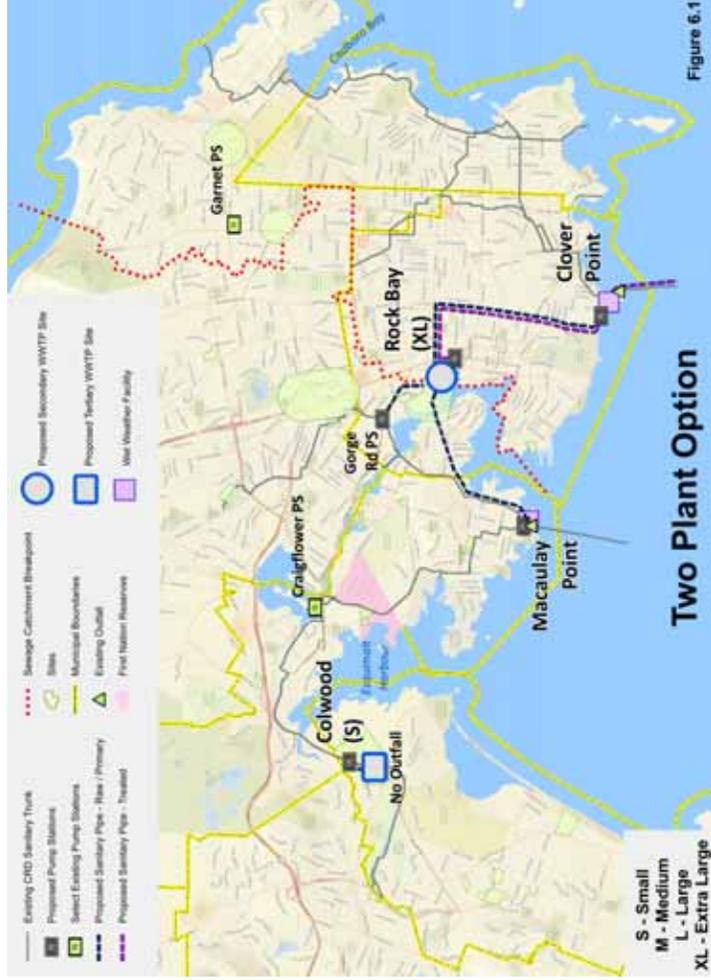 Existing CRD Sanitary Trunk
Proposed Pump Stations
Select Existing Pump Stations
Proposed Sanitary Pipe - Raw / Primary
Proposed Sanitary Pipe - Treated
Sewage Catchment Breakpoint
Sites
Municipal Boundaries
Existing Outfall
First Nation Reserves
Proposed Secondary WWTP Site
Proposed Tertiary WWTP Site
Wet Weather Facility
Cadboro Bay
Garnet PS
Craigflower PS
Gorge
Rd PS
Rock Bay
(XL)
Clover
Point
Colwood
(S)
Esquimalt
Harbour
No Outfall
Macaulay
Point
S - Small
M - Medium
L - Large
XL - Extra Large
Two Plant Option
Figure 6.1